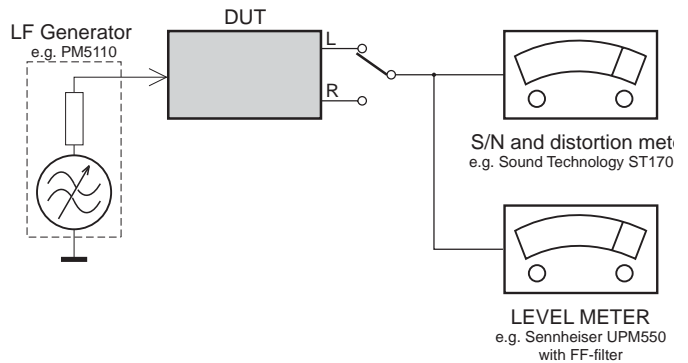 DUT
LF Generator
e.g. PM5110
L
R
S/N and distortion mete
e.g. Sound Technology ST170
LEVEL METER
e.g. Sennheiser UPM550
with FF-filter